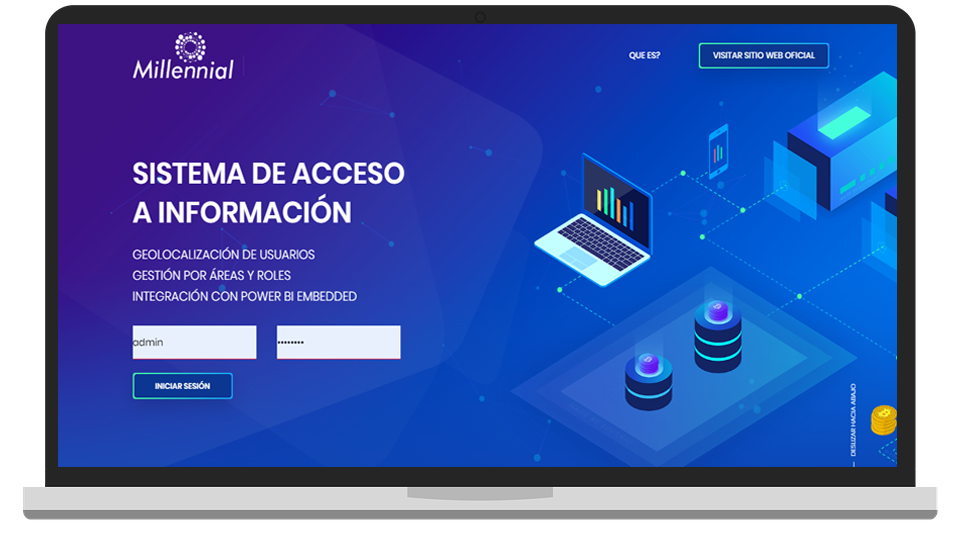 Millennial
QUE ES?
VISITAR SITIO WEB OFICIAL
SISTEMA DE ACCESO
A INFORMACIÓN
GEOLOCALIZACIÓN DE USUARIOS
GESTIÓN POR ÁREAS Y ROLES
INTEGRACIÓN CON POWER BI EMBEDDED
admin
••••••••
INICIAR SESIÓN
DESLIZAR HACIA ABAJO